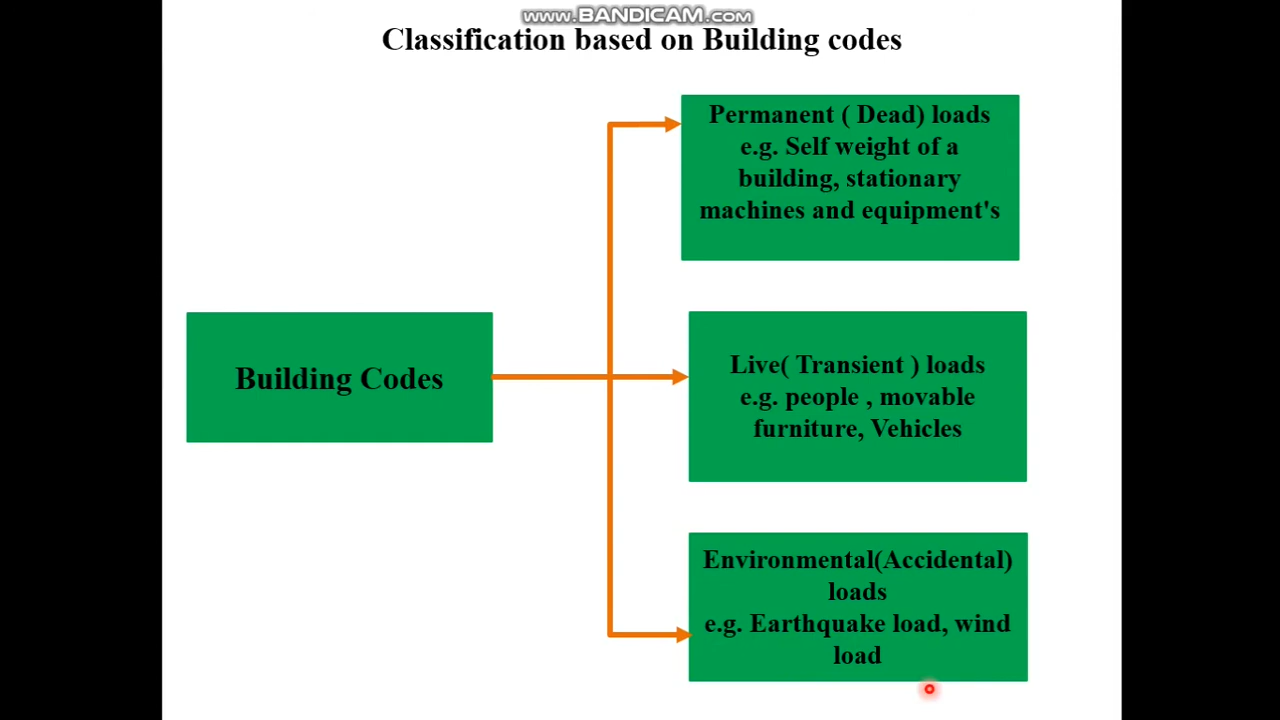 www.BANDICAM.com
Classification based on Building codes
Permanent ( Dead) loads
e.g. Self weight of a
building, stationary
machines and equipment's
Building Codes
Live( Transient ) loads
e.g. people , movable
furniture, Vehicles
Environmental(Accidental)
loads
e.g. Earthquake load, wind
load